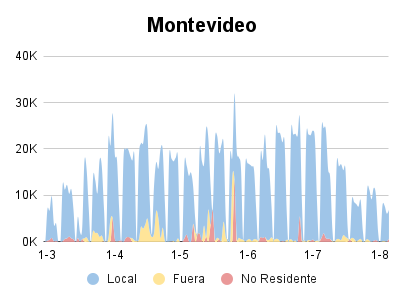 Montevideo
40K
30K
20K
10K
0K
1-3 1-4 1-5 1-6 1-7 1-8
Local Fuera No Residente